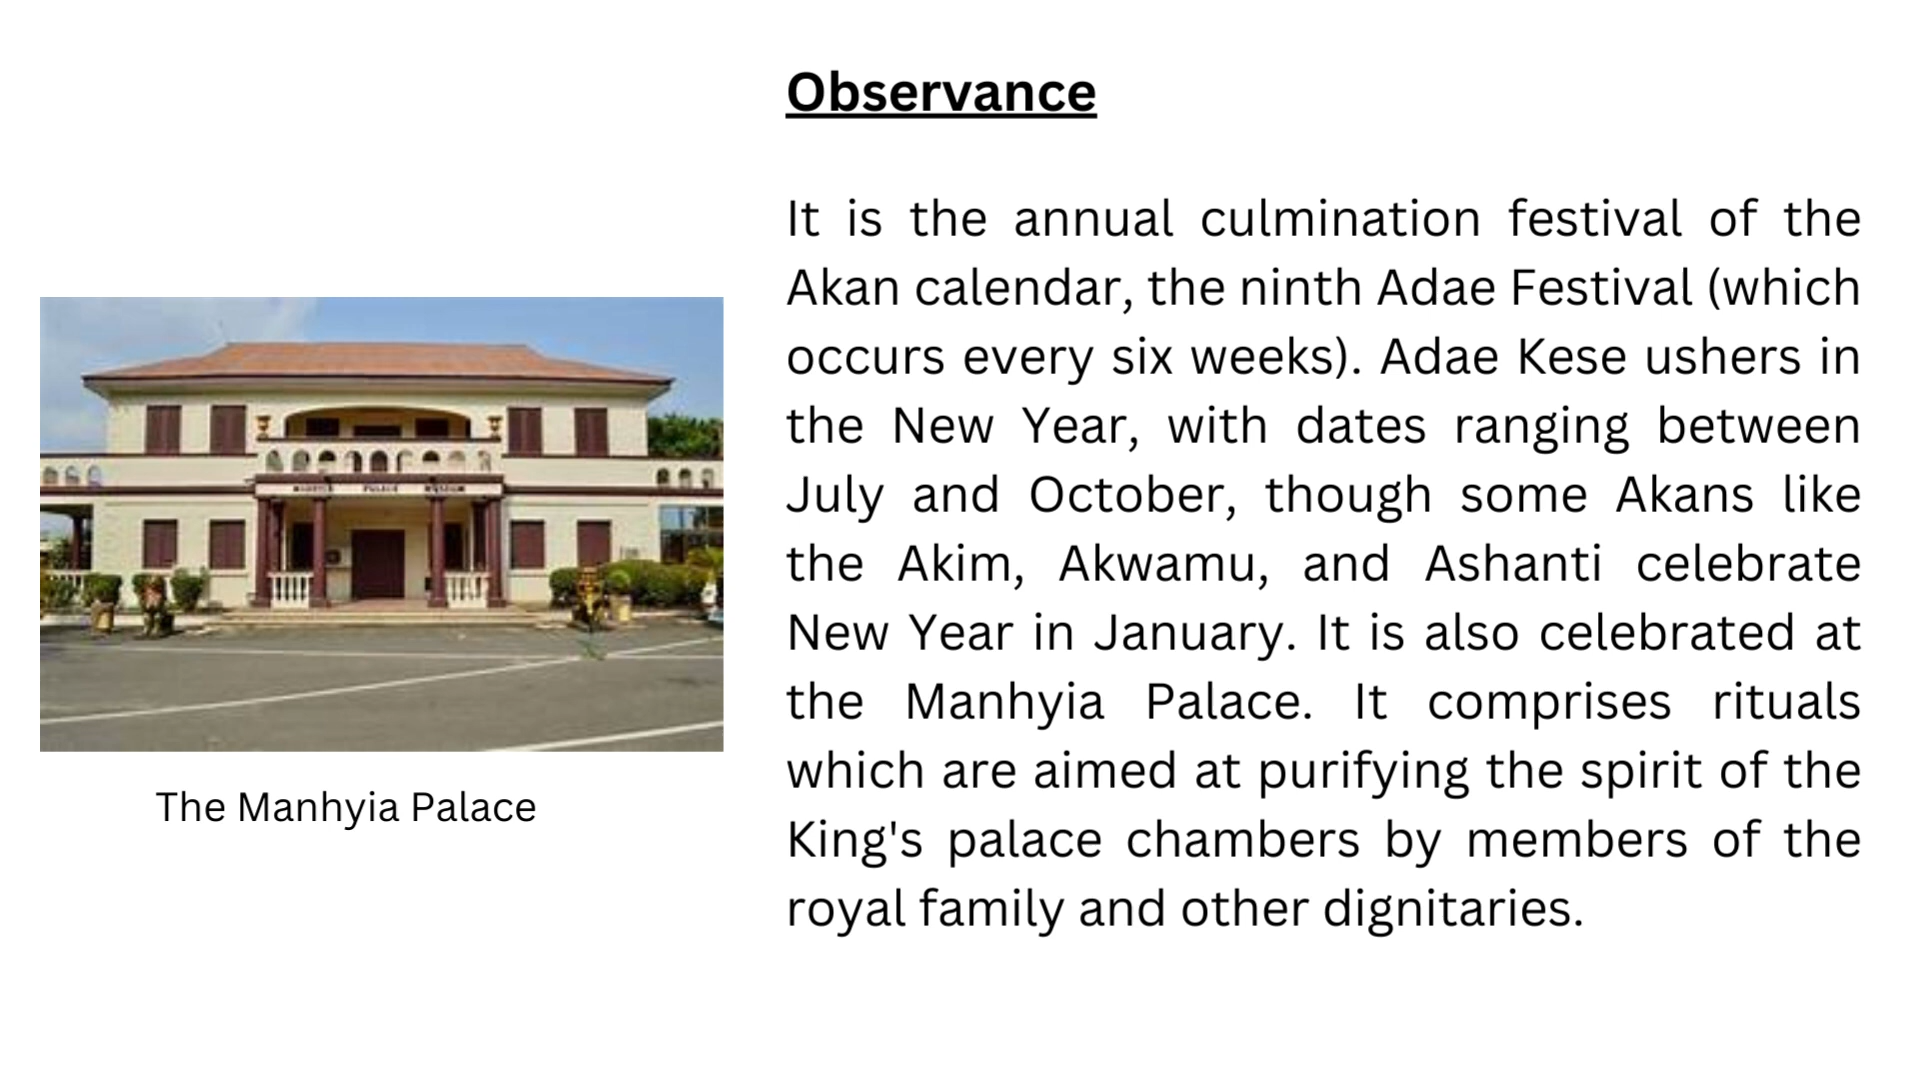 Observance
It is the annual culmination festival of the
Akan calendar, the ninth Adae Festival (which
occurs every six weeks). Adae Kese ushers in
the New Year, with dates ranging between
July and October, though some Akans like
the Akim, Akwamu, and Ashanti celebrate
New Year in January. It is also celebrated at
the Manhyia Palace. It comprises rituals
which are aimed at purifying the spirit of the
King's palace chambers by members of the
royal family and other dignitaries.
MANHYIA PALACE MUSEUM
The Manhyia Palace